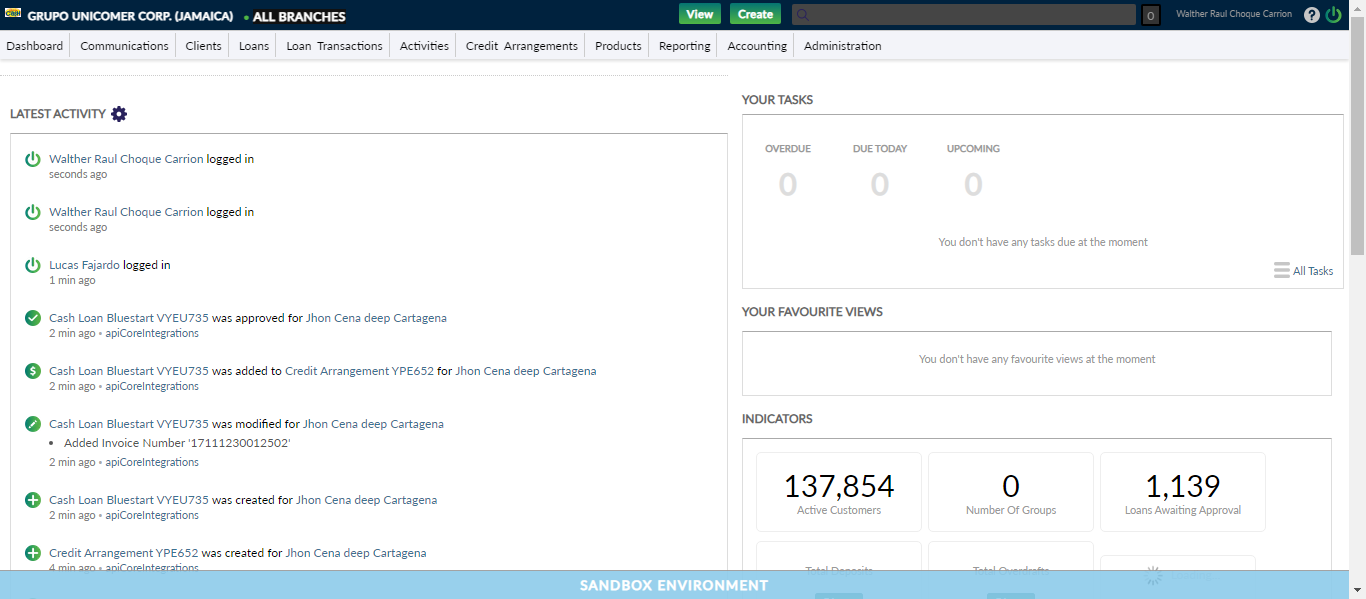 CASH GRUPO UNICOMER CORP. (JAMAICA) • ALL BRANCHES View Create 0 Walther Raul Choque Carrion ?
Dashboard Communications Clients Loans Loan Transactions Activities Credit Arrangements Products Reporting Accounting Administration
LATEST ACTIVITY
Walther Raul Choque Carrion logged in
seconds ago
Walther Raul Choque Carrion logged in
seconds ago
Lucas Fajardo logged in
1 min ago
Cash Loan Bluestart VYEU735 was approved for Jhon Cena deep Cartagena
2 min ago • apiCoreIntegrations
Cash Loan Bluestart VYEU735 was added to Credit Arrangement YPE652 for Jhon Cena deep Cartagena
2 min ago • apiCoreIntegrations
Cash Loan Bluestart VYEU735 was modified for Jhon Cena deep Cartagena
• Added Invoice Number '17111230012502'
2 min ago • apiCoreIntegrations
Cash Loan Bluestart VYEU735 was created for Jhon Cena deep Cartagena
2 min ago • apiCoreIntegrations
Credit Arrangement YPE652 was created for Jhon Cena deep Cartagena
4 min ago • apiCoreIntegrations
YOUR TASKS
OVERDUE DUE TODAY UPCOMING
0 0 0
You don't have any tasks due at the moment
All Tasks
YOUR FAVOURITE VIEWS
You don't have any favourite views at the moment
INDICATORS
137,854 0 1,139
Active Customers Number Of Groups Loans Awaiting Approval
Total Deposits Total Overdrafts
SANDBOX ENVIRONMENT